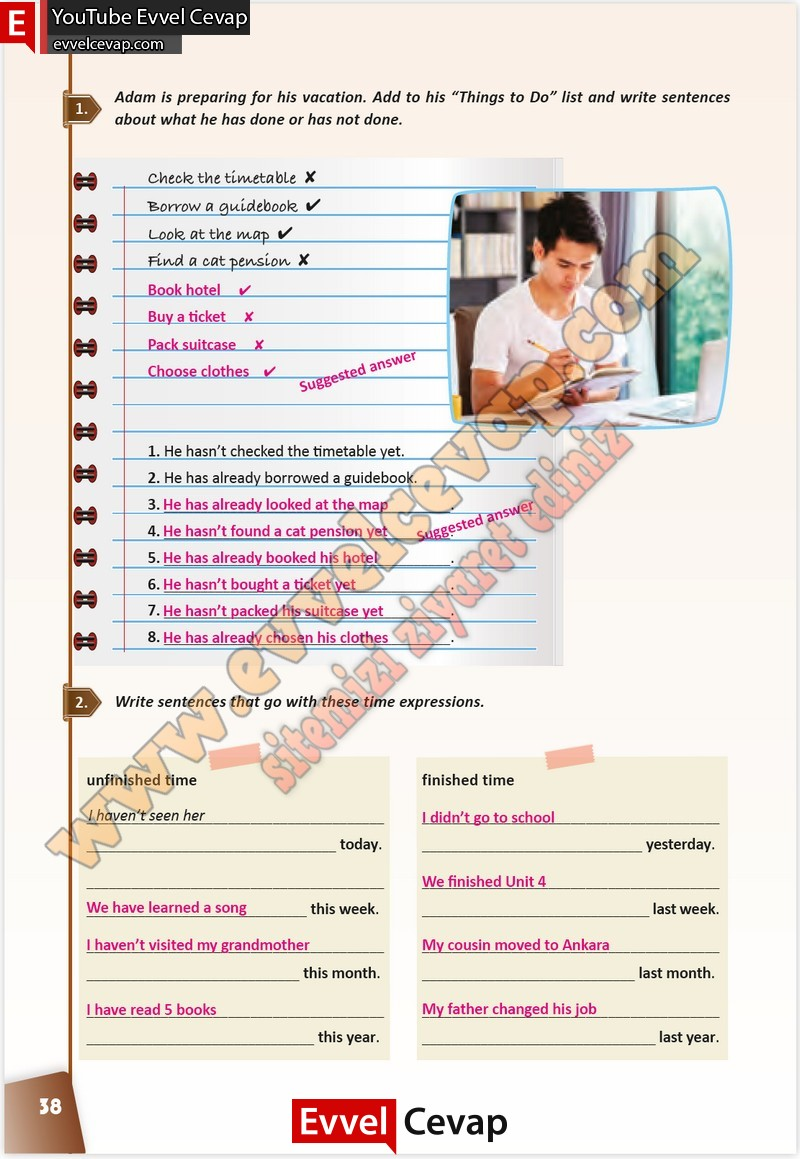 E YouTube Evvel Cevap
evvelcevap.com
1. Adam is preparing for his vacation. Add to his “Things to Do” list and write sentences
about what he has done or has not done.
Check the timetable ✘
Borrow a guidebook ✔
Look at the map ✔
Find a cat pension ✘
Book hotel ✔
Buy a ticket ✘
Pack suitcase ✘
Choose clothes ✔
Suggested answer
1. He hasn’t checked the timetable yet.
2. He has already borrowed a guidebook.
3. He has already looked at the map.
4. He hasn’t found a cat pension yet.
Suggested answer
5. He has already booked his hotel.
6. He hasn’t bought a ticket yet.
7. He hasn’t packed his suitcase yet.
8. He has already chosen his clothes.
www.evvelcevap.com
sitemizi ziyaret ediniz
2. Write sentences that go with these time expressions.
unfinished time
I haven’t seen her
today.
We have learned a song this week.
I haven’t visited my grandmother
this month.
I have read 5 books
this year.
finished time
I didn’t go to school
yesterday.
We finished Unit 4
last week.
My cousin moved to Ankara
last month.
My father changed his job
last year.
38
Evvel Cevap